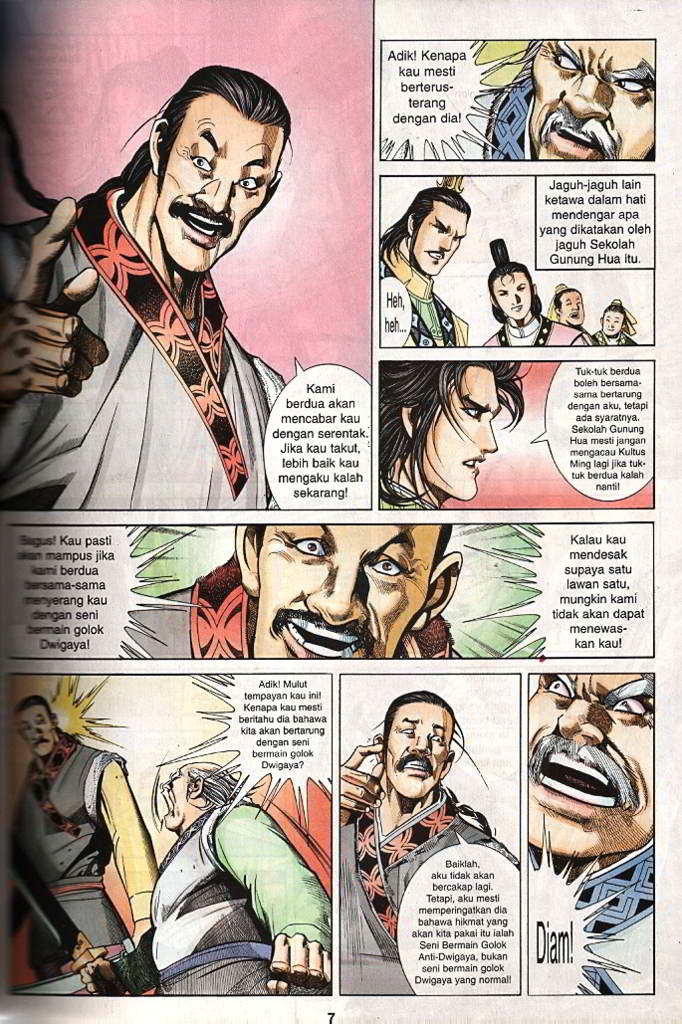 Kami
berdua akan
mencabar kau
dengan serentak.
Jika kau takut,
lebih baik kau
mengaku kalah
sekarang!
Adik! Kenapa
kau mesti
berterus-
terang
dengan dia!
Jaguh-jaguh lain
ketawa dalam hati
mendengar apa
yang dikatakan oleh
jaguh Sekolah
Gunung Hua itu.
Heh,
heh...
Tuk-tuk berdua
boleh bersama-
sama bertarung
dengan aku, tetapi
ada syaratnya.
Sekolah Gunung
Hua mesti jangan
mengacau Kultus
Ming lagi jika tuk-
tuk berdua kalah
nanti!
Bagus! Kau pasti
akan mampus jika
kami berdua
bersama-sama
menyerang kau
dengan seni
bermain golok
Dwigaya!
Kalau kau
mendesak
supaya satu
lawan satu,
mungkin kami
tidak akan dapat
menewas-
kan kau!
Adik! Mulut
tempayan kau ini!
Kenapa kau mesti
beritahu dia bahawa
kita akan bertarung
dengan seni
bermain golok
Dwigaya?
Baiklah,
aku tidak akan
bercakap lagi.
Tetapi, aku mesti
memperingatkan dia
bahawa hikmat yang
akan kita pakai itu ialah
Seni Bermain Golok
Anti-Dwigaya, bukan
seni bermain golok
Dwigaya yang normal!
Diam!
7